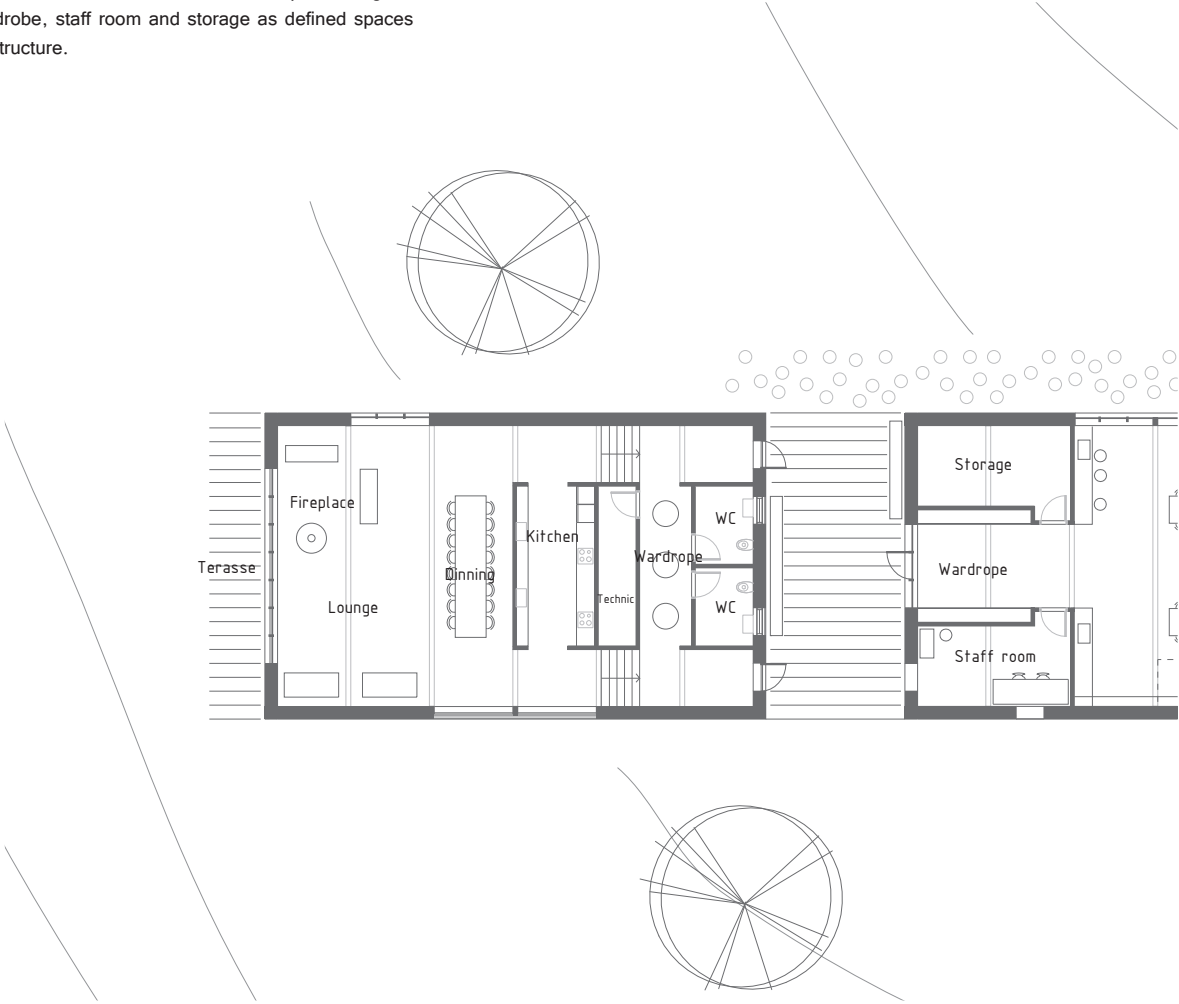 drobe, staff room and storage as defined spaces
tructure.
Storage
Fireplace
WC
Kitchen
Wardrope
Terasse
Dinning
Wardrope
Technic
Lounge
WC
Staff room